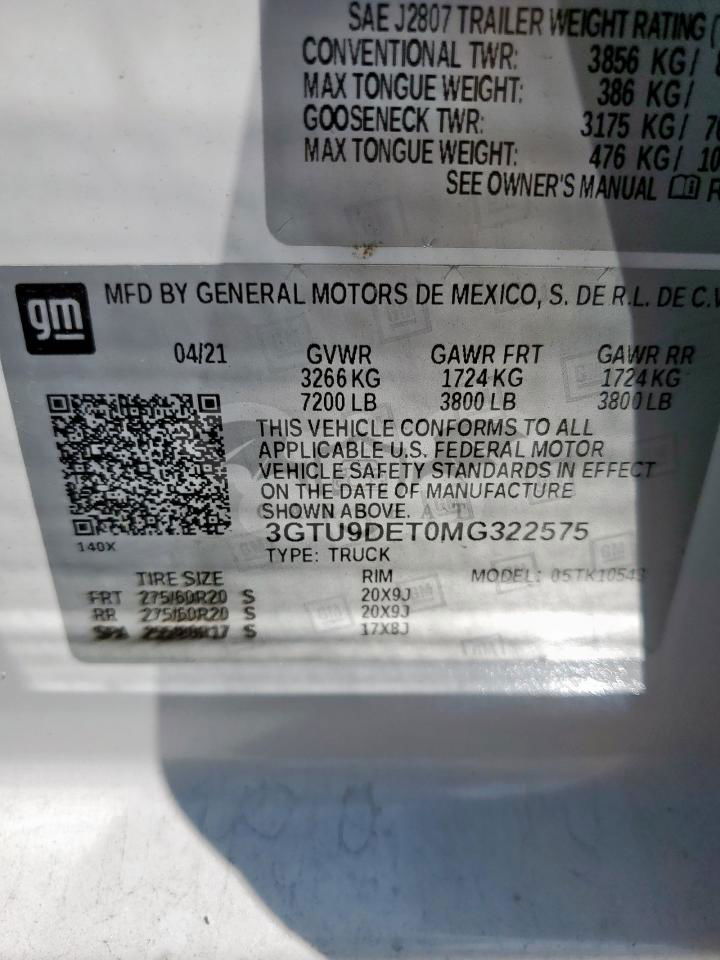 SAE J2807 TRAILER WEIGHT RATING (
CONVENTIONAL TWR: 3856 KG/
MAX TONGUE WEIGHT: 386 KG/
GOOSENECK TWR: 3175 KG/
MAX TONGUE WEIGHT: 476 KG/ 10
SEE OWNER'S MANUAL
gm MFD BY GENERAL MOTORS DE MEXICO, S. DE R.L. DE C.V
04/21 GVWR GAWR FRT GAWR RR
3266 KG 1724 KG 1724 KG
7200 LB 3800 LB 3800 LB
THIS VEHICLE CONFORMS TO ALL
APPLICABLE U.S. FEDERAL MOTOR
VEHICLE SAFETY STANDARDS IN EFFECT
ON THE DATE OF MANUFACTURE
SHOWN ABOVE.
3GTU9DET0MG322575
140X
TYPE: TRUCK
TIRE SIZE RIM MODEL: 05TK10543
FRT 275/60R20 S 20X9J
RR 275/60R20 S 20X9J
S 17X8J